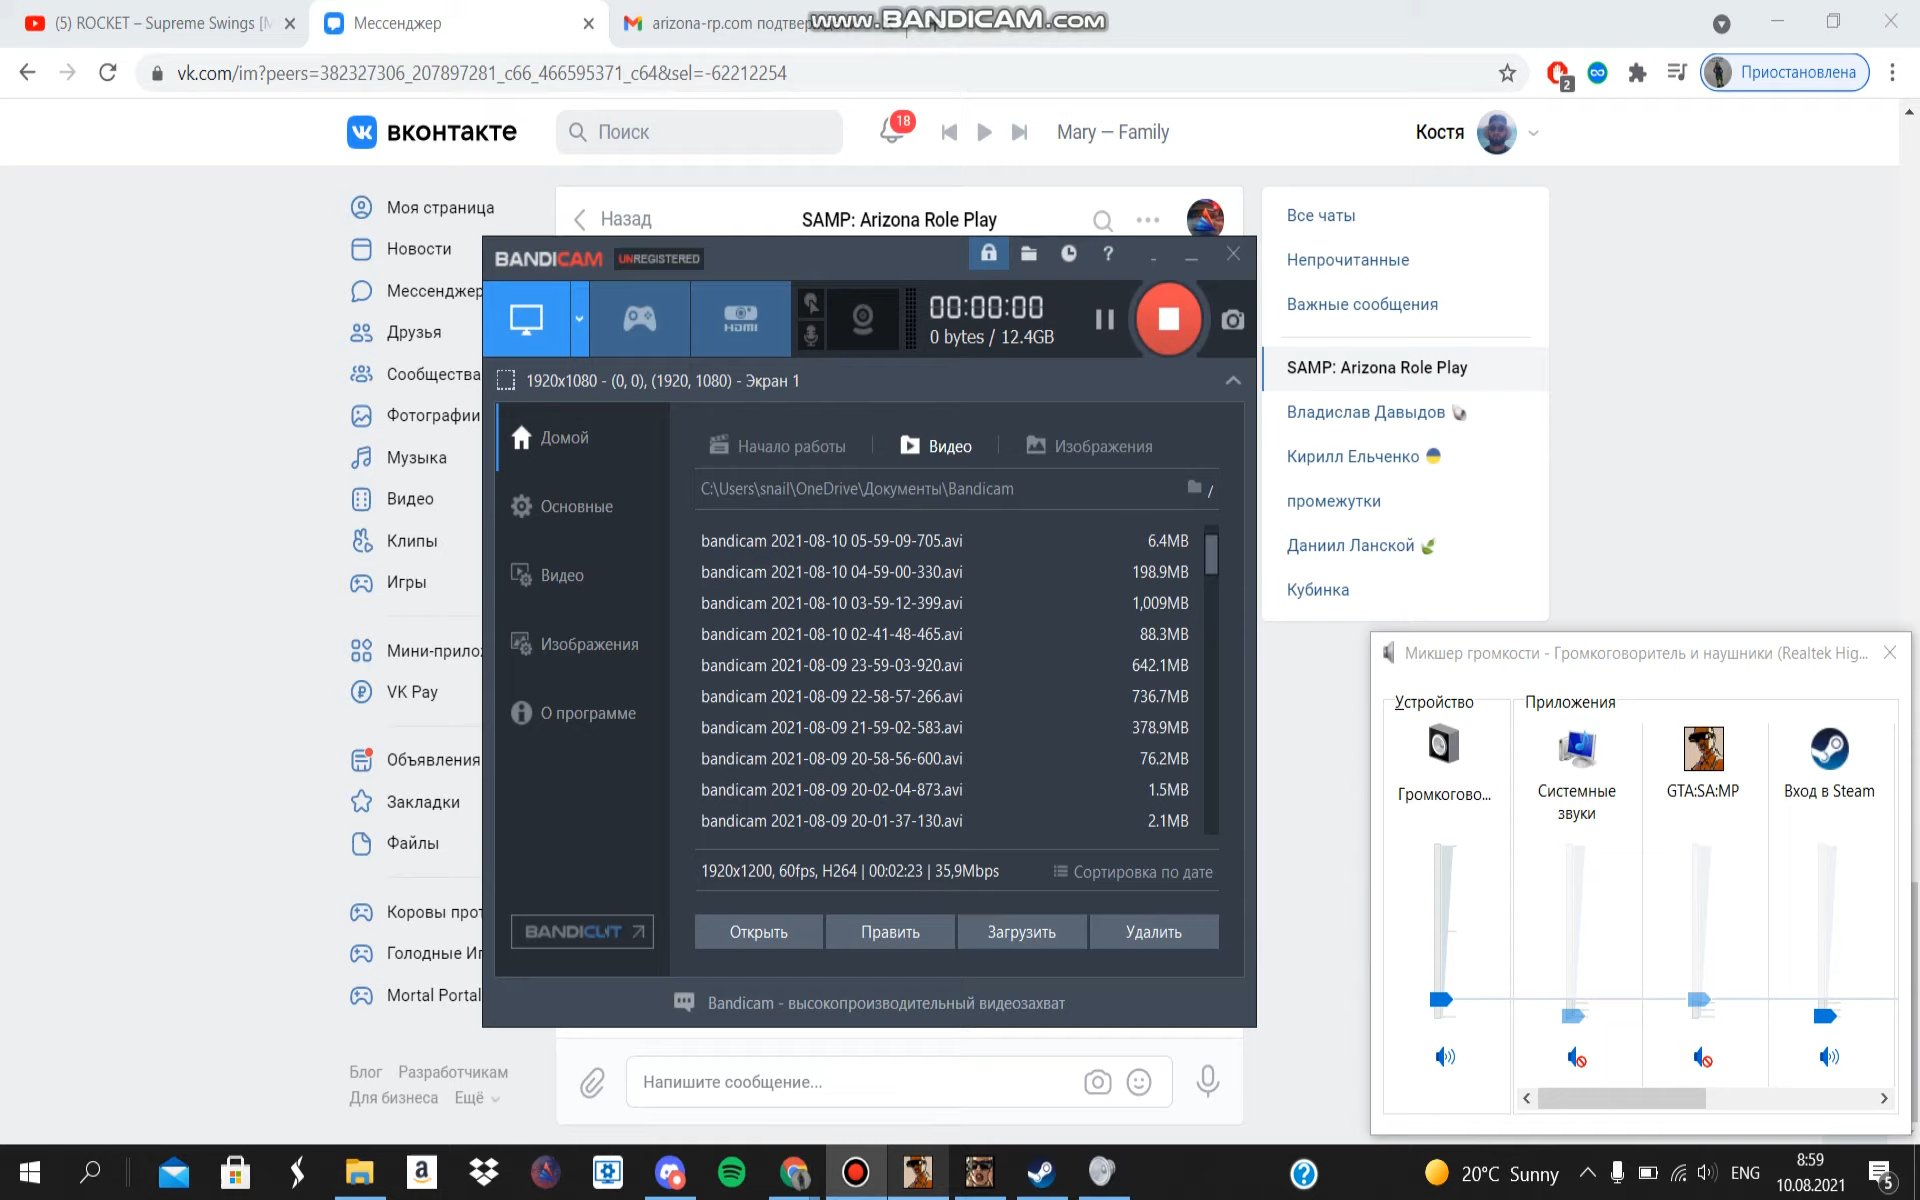 (5) ROCKET – Supreme Swings [M
Мессенджер
arizona-rp.com подтвер
www.BANDICAM.com
vk.com/im?peers=382327306_207897281_c66_466595371_c64&sel=-62212254
2
Приостановлена
вконтакте
Поиск
18
Mary – Family
Костя
Моя страница
Новости
Мессенджер
Друзья
Сообщества
Фотографии
Музыка
Видео
Клипы
Игры
Мини-прило
VK Pay
Объявления
Закладки
Файлы
Коровы прот
Голодные Иг
Mortal Portal
Блог Разработчикам
Для бизнеса Ещё
Назад
SAMP: Arizona Role Play
BANDICAM UNREGISTERED
?
HDMI
00:00:00
0 bytes / 12.4GB
1920x1080 - (0, 0), (1920, 1080) - Экран 1
Домой
Основные
Видео
Изображения
О программе
BANDICUT
Начало работы
Видео
Изображения
C:\Users\snail\OneDrive\Документы\Bandicam
/
bandicam 2021-08-10 05-59-09-705.avi 6.4MB
bandicam 2021-08-10 04-59-00-330.avi 198.9MB
bandicam 2021-08-10 03-59-12-399.avi 1,009MB
bandicam 2021-08-10 02-41-48-465.avi 88.3MB
bandicam 2021-08-09 23-59-03-920.avi 642.1MB
bandicam 2021-08-09 22-58-57-266.avi 736.7MB
bandicam 2021-08-09 21-59-02-583.avi 378.9MB
bandicam 2021-08-09 20-58-56-600.avi 76.2MB
bandicam 2021-08-09 20-02-04-873.avi 1.5MB
bandicam 2021-08-09 20-01-37-130.avi 2.1MB
1920x1200, 60fps, H264 | 00:02:23 | 35,9Mbps
Сортировка по дате
Открыть
Править
Загрузить
Удалить
Bandicam - высокопроизводительный видеозахват
Напишите сообщение...
Все чаты
Непрочитанные
Важные сообщения
SAMP: Arizona Role Play
Владислав Давыдов
Кирилл Ельченко
промежутки
Даниил Ланской
Кубинка
Микшер громкости - Громкоговоритель и наушники (Realtek Hig...
Устройство
Приложения
Громкогово...
Системные
звуки
GTA:SA:MP
Вход в Steam
20°C Sunny
ENG
8:59
10.08.2021
5